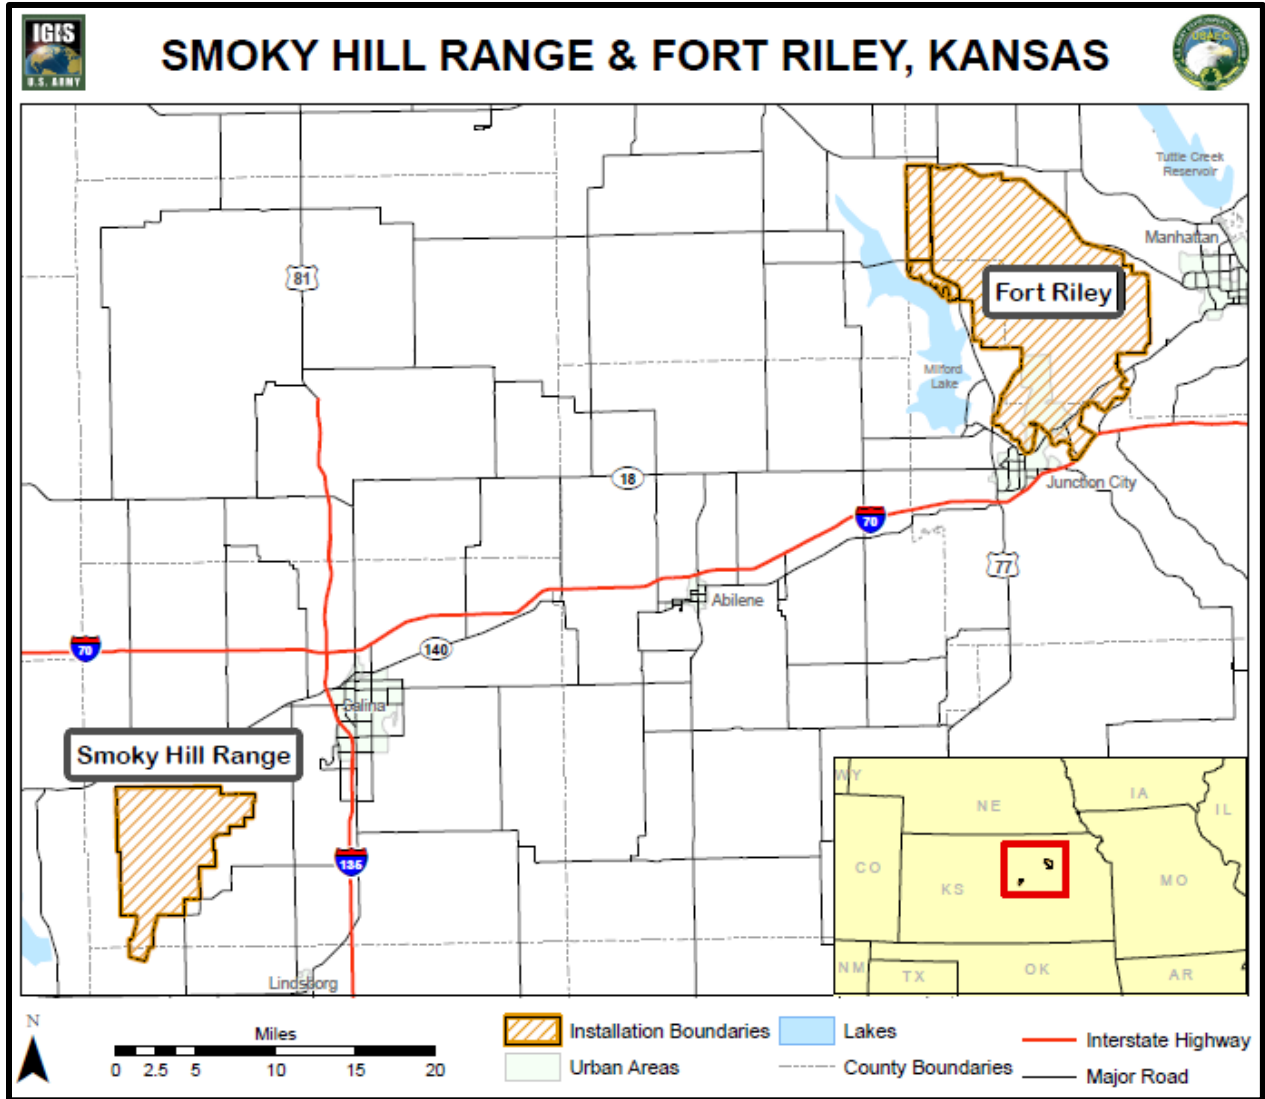 IGIS
U.S. ARMY
SMOKY HILL RANGE & FORT RILEY, KANSAS
USAEC
Tuttle Creek
Reservoir
Manhattan
81
Fort Riley
Milford
Lake
18
Junction City
70
77
Abilene
140
70
Salina
Smoky Hill Range
135
Lindsborg
WY
NE
IA
IL
CO
KS
MO
NM
TX
OK
AR
N
Miles
0 2.5 5 10 15 20
Installation Boundaries
Urban Areas
Lakes
County Boundaries
Interstate Highway
Major Road